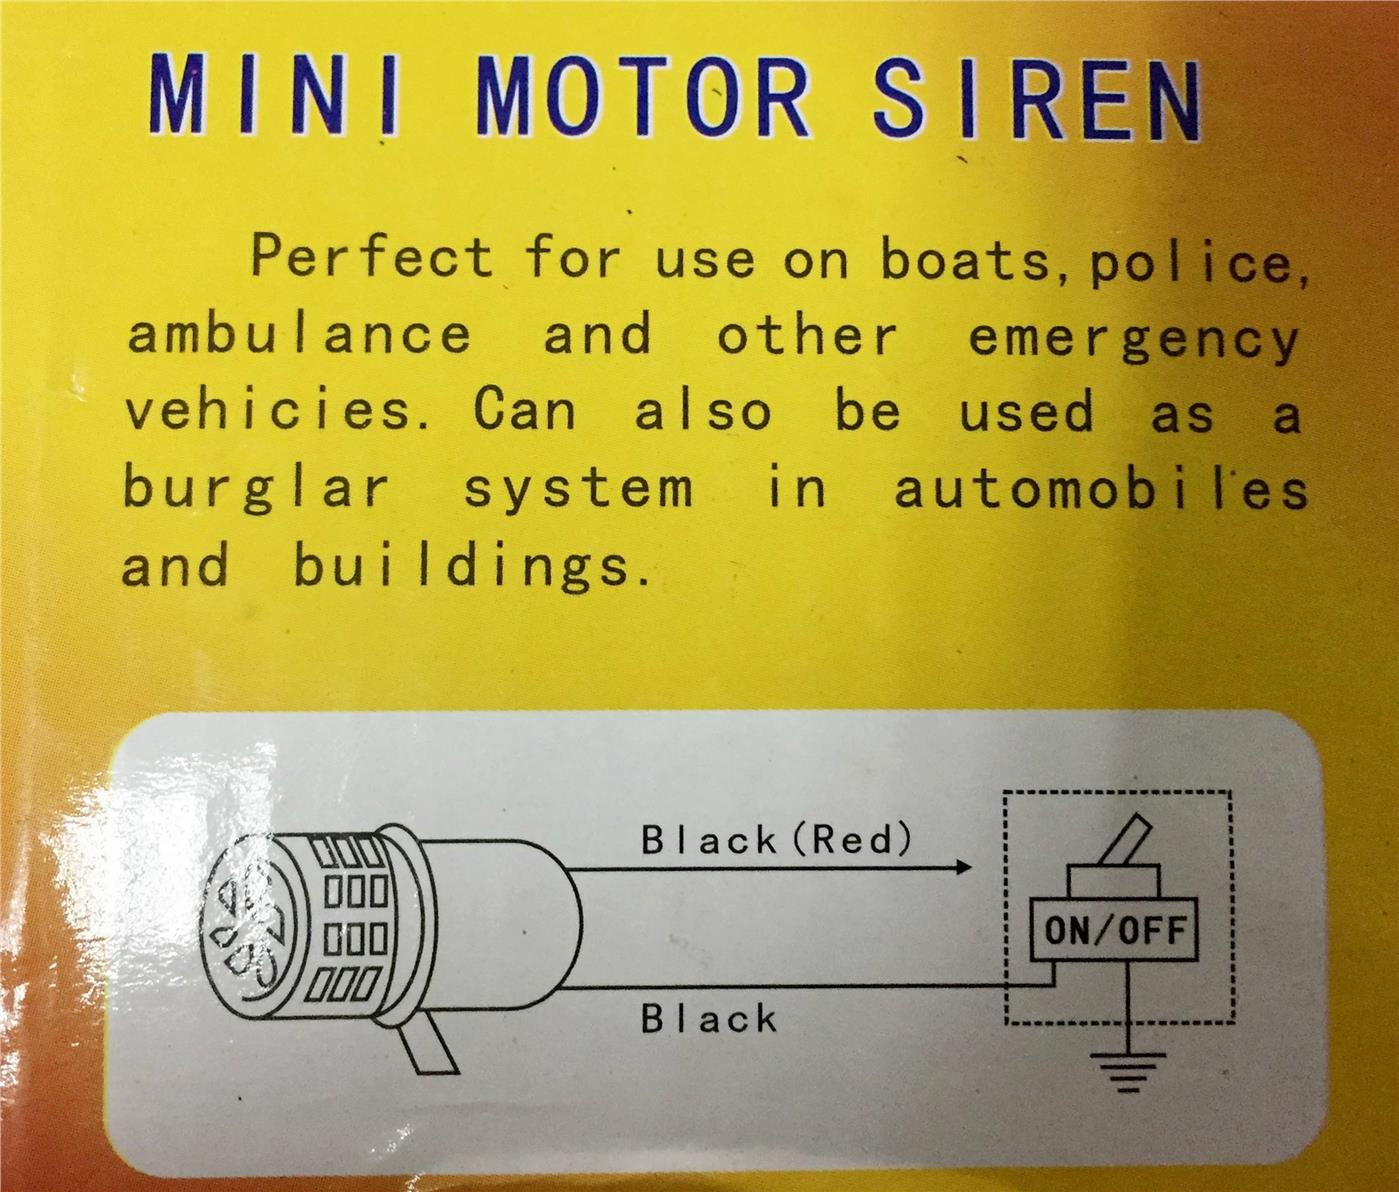 MINI MOTOR SIREN
Perfect for use on boats, police,
ambulance and other emergency
vehicies. Can also be used as a
burglar system in automobiles
and buildings.
Black (Red)
ON/OFF
Black